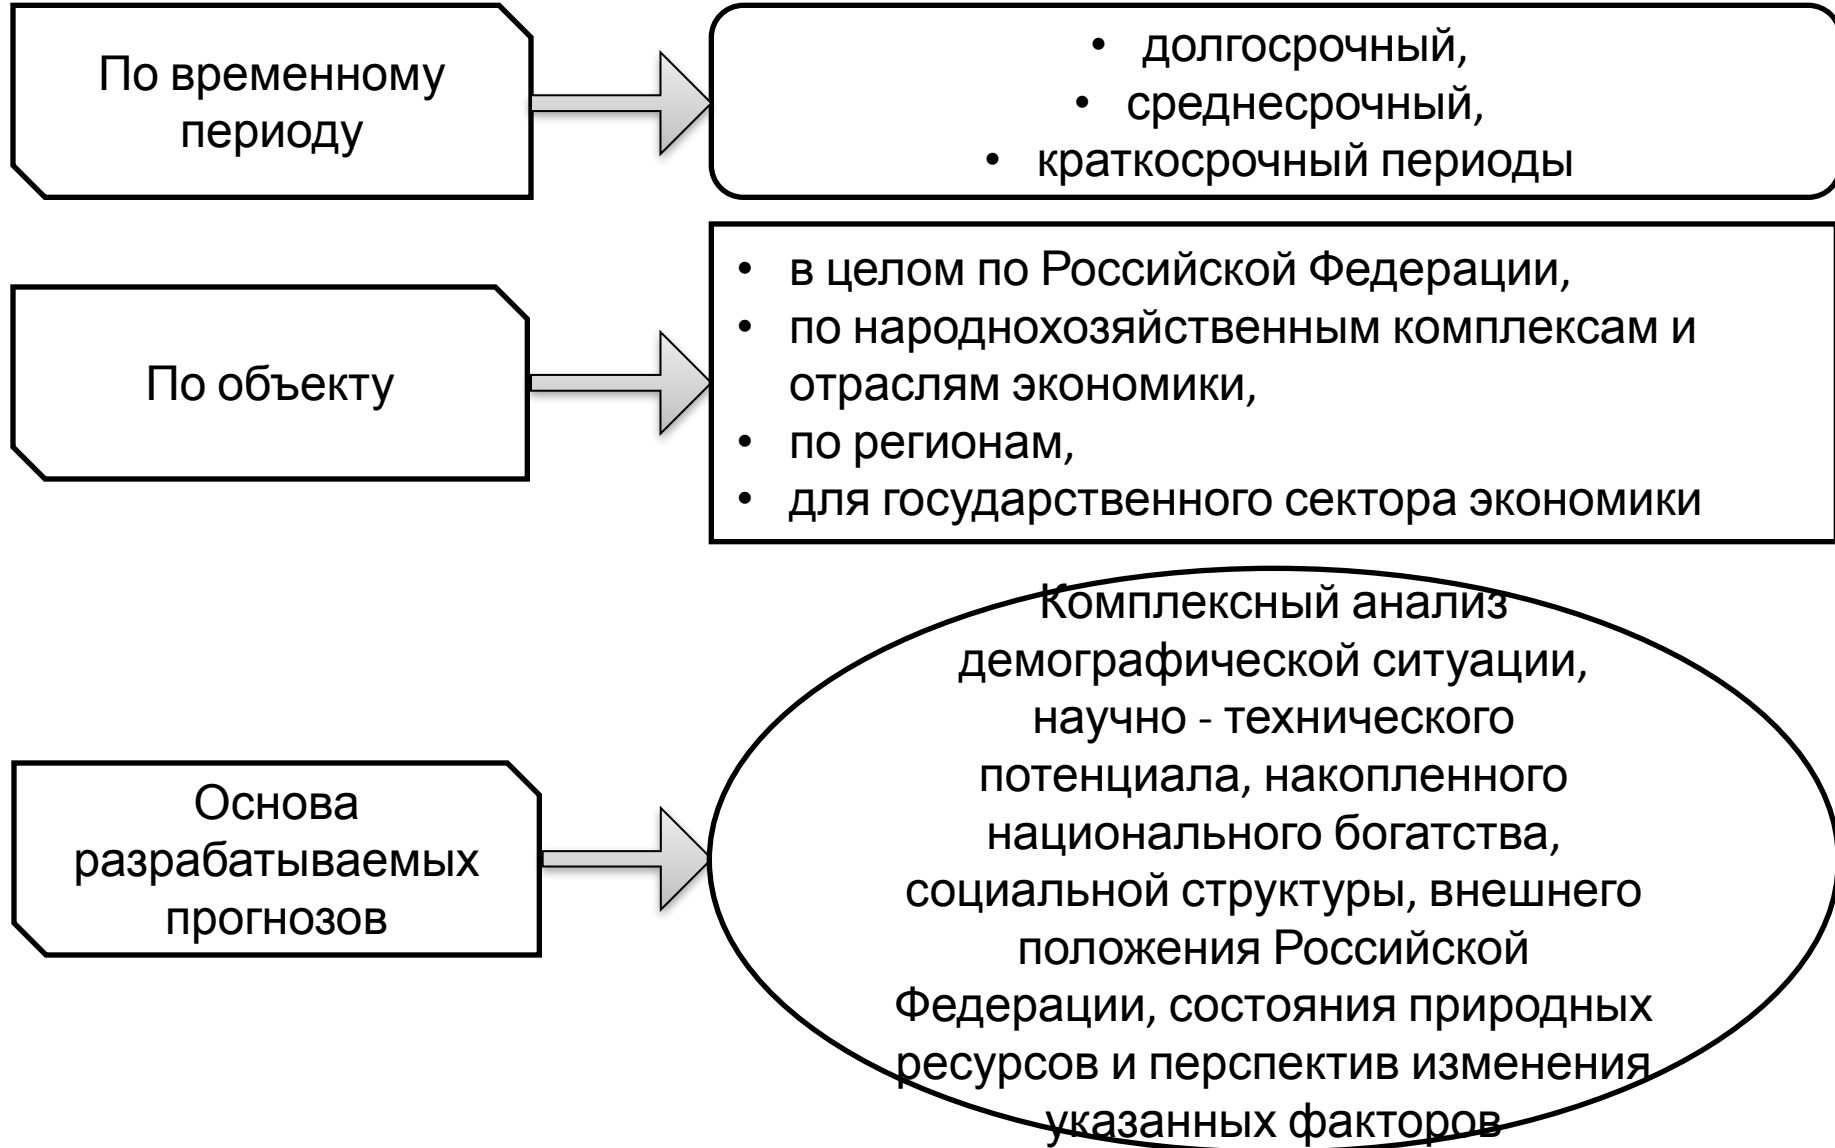 По временному
периоду
• долгосрочный,
• среднесрочный,
• краткосрочный периоды
По объекту
• в целом по Российской Федерации,
• по народнохозяйственным комплексам и
отраслям экономики,
• по регионам,
• для государственного сектора экономики
Основа
разрабатываемых
прогнозов
Комплексный анализ
демографической ситуации,
научно - технического
потенциала, накопленного
национального богатства,
социальной структуры, внешнего
положения Российской
Федерации, состояния природных
ресурсов и перспектив изменения
указанных факторов